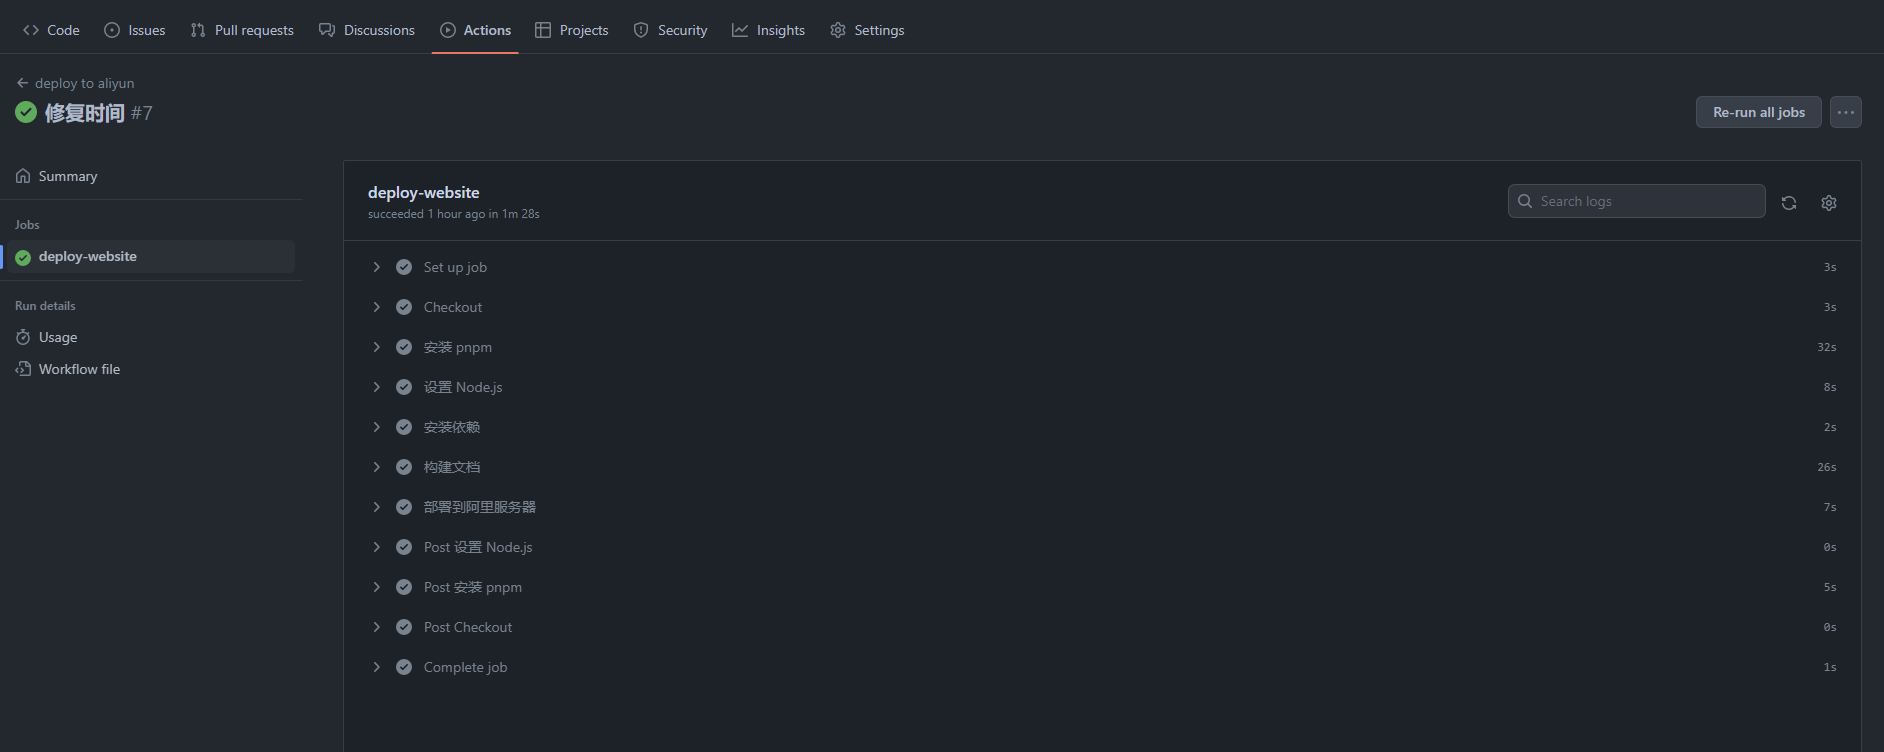 Code Issues Pull requests Discussions Actions Projects Security Insights Settings
deploy to aliyun
修复时间 #7
Re-run all jobs
Summary
Jobs
deploy-website
Run details
Usage
Workflow file
deploy-website
succeeded 1 hour ago in 1m 28s
Search logs
Set up job 3s
Checkout 3s
安装 pnpm 32s
设置 Node.js 8s
安装依赖 2s
构建文档 26s
部署到阿里服务器 7s
Post 设置 Node.js 0s
Post 安装 pnpm 5s
Post Checkout 0s
Complete job 1s